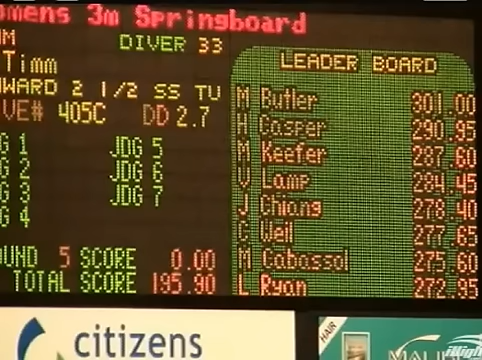 mens 3m Springboard
M DIVER 33
Timm
WARD 2 1/2 SS TU
VE# 405C DD 2.7
G 1 JDG 5
G 2 JDG 6
G 3 JDG 7
G 4
UND 5 SCORE 0.00
TOTAL SCORE 195.90
LEADER BOARD
M Butler 301.00
H Casper 290.95
M Keefer 287.60
V Lamp 284.45
J Chiang 278.40
C Well 277.65
M Cabassol 275.60
L Ryan 272.95
citizens
HAIR